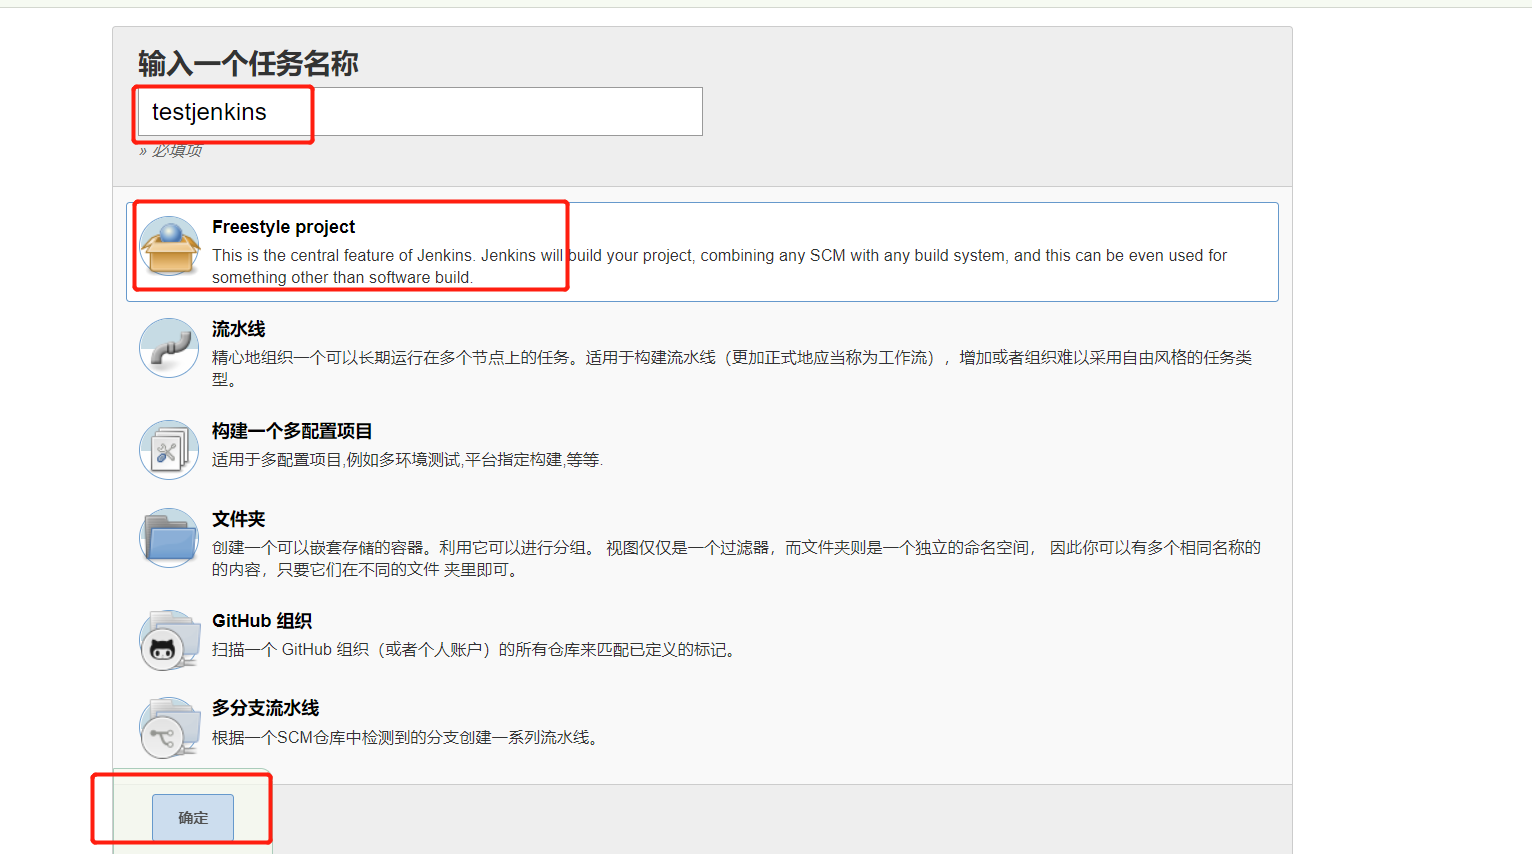 输入一个任务名称
testjenkins
» 必填项
Freestyle project
This is the central feature of Jenkins. Jenkins will build your project, combining any SCM with any build system, and this can be even used for
something other than software build.
流水线
精心地组织一个可以长期运行在多个节点上的任务。适用于构建流水线（更加正式地应当称为工作流），增加或者组织难以采用自由风格的任务类
型。
构建一个多配置项目
适用于多配置项目,例如多环境测试,平台指定构建,等等.
文件夹
创建一个可以嵌套存储的容器。利用它可以进行分组。 视图仅仅是一个过滤器，而文件夹则是一个独立的命名空间， 因此你可以有多个相同名称的
的内容，只要它们在不同的文件 夹里即可。
GitHub 组织
扫描一个 GitHub 组织（或者个人账户）的所有仓库来匹配已定义的标记。
多分支流水线
根据一个SCM仓库中检测到的分支创建一系列流水线。
确定